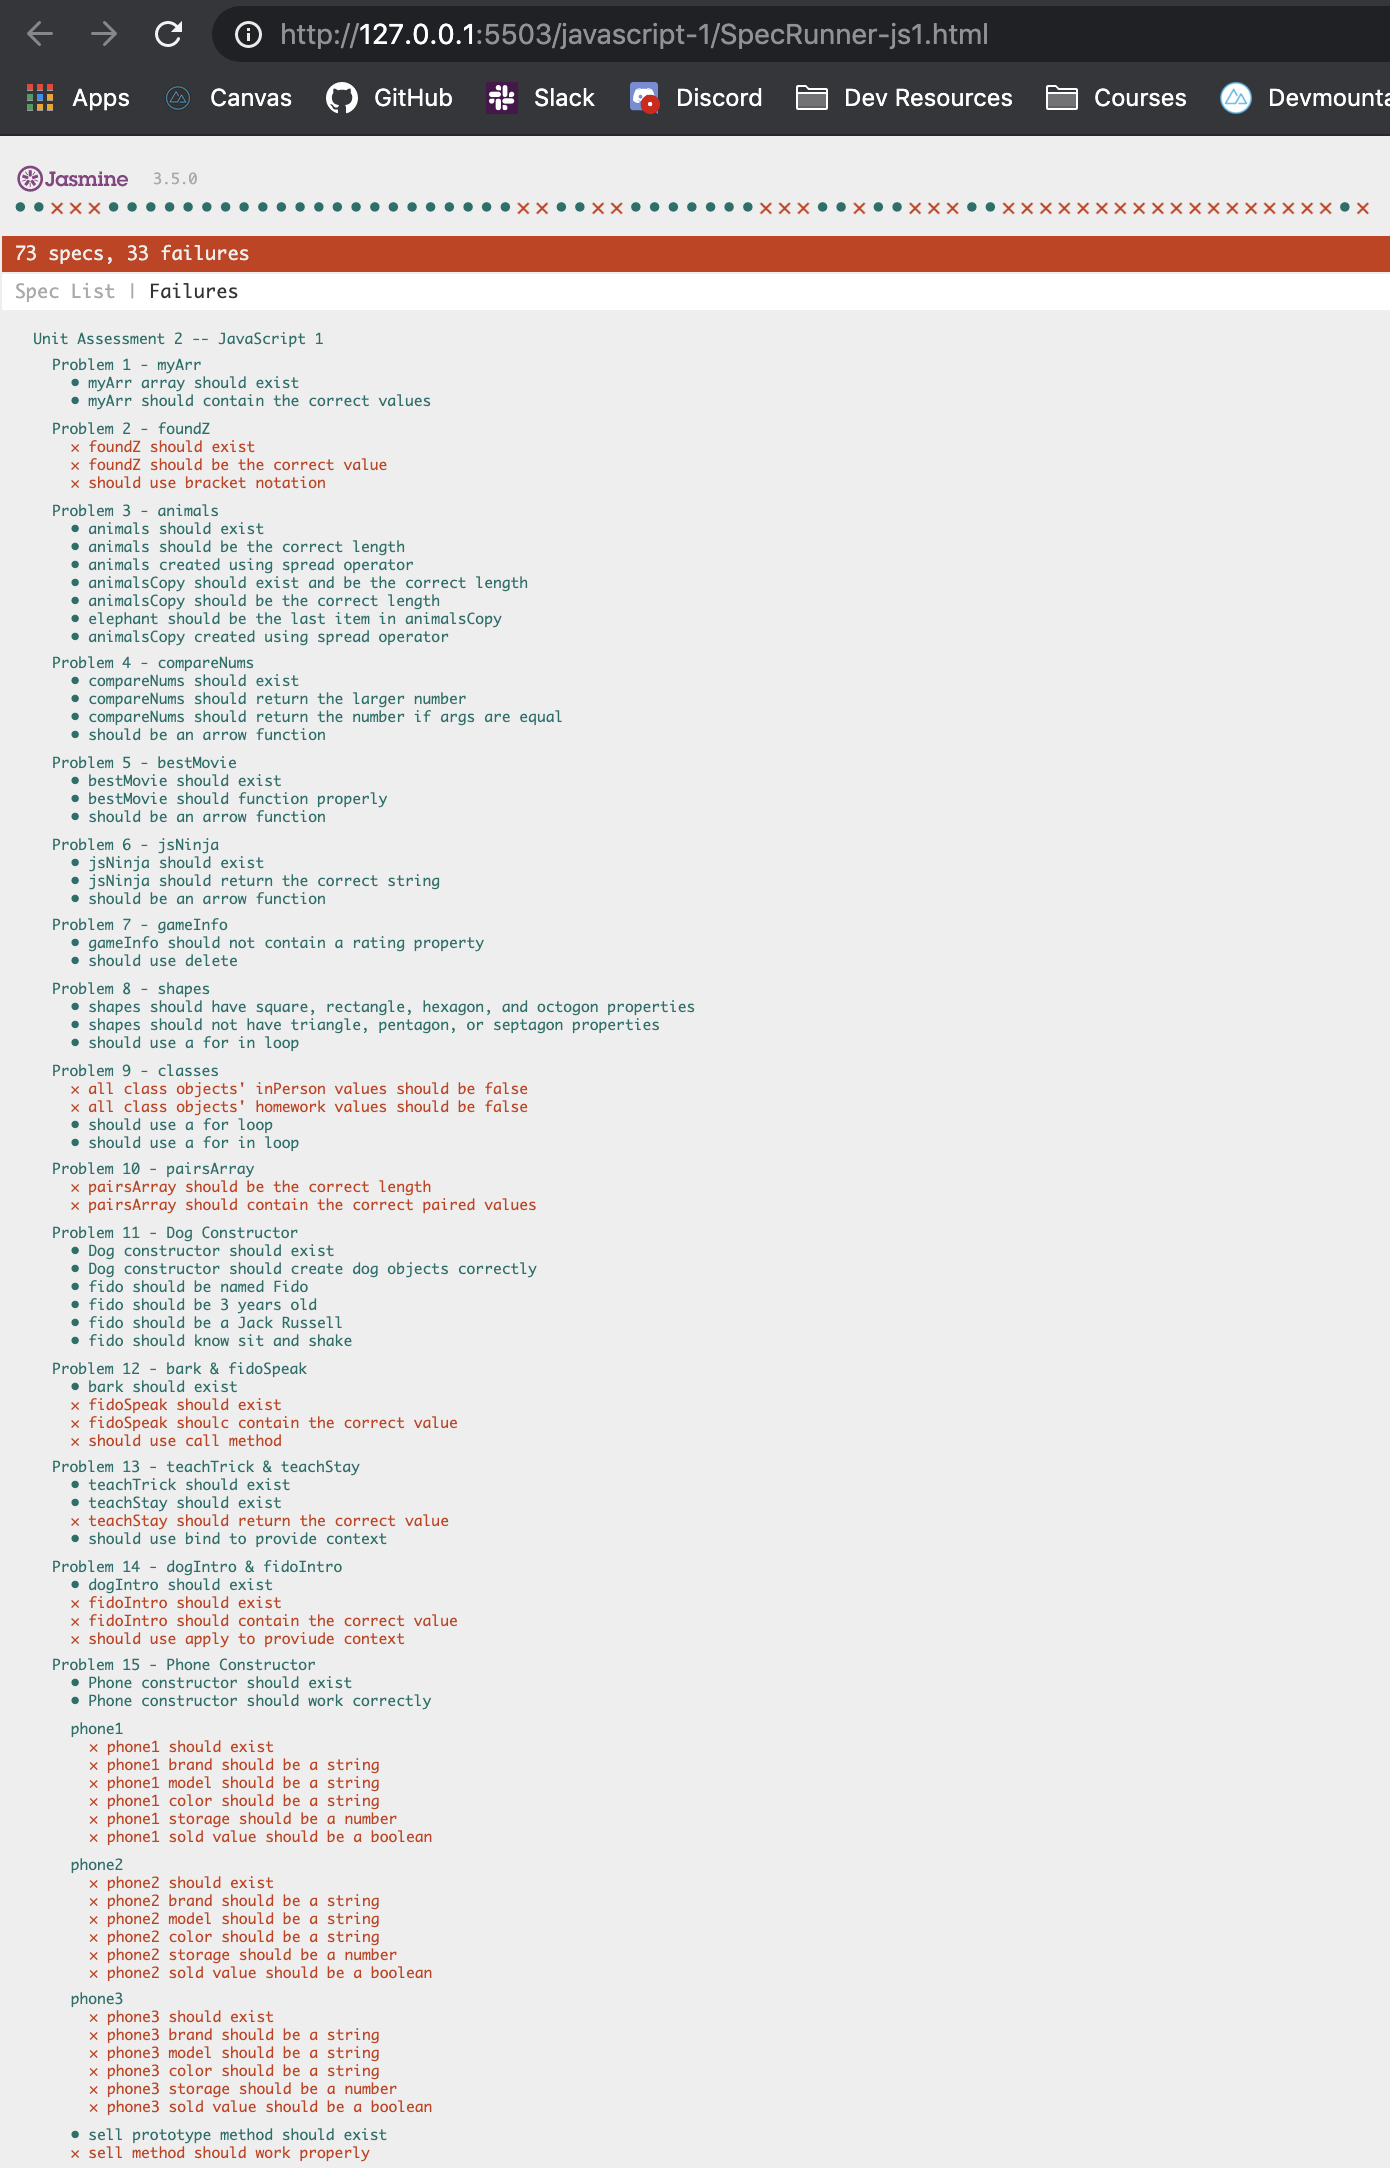 http://127.0.0.1:5503/javascript-1/SpecRunner-js1.html
Apps Canvas GitHub Slack Discord Dev Resources Courses Devmounta
Jasmine 3.5.0
73 specs, 33 failures
Spec List | Failures
Unit Assessment 2 -- JavaScript 1
Problem 1 - myArr
• myArr array should exist
• myArr should contain the correct values
Problem 2 - foundZ
× foundZ should exist
× foundZ should be the correct value
× should use bracket notation
Problem 3 - animals
• animals should exist
• animals should be the correct length
• animals created using spread operator
• animalsCopy should exist and be the correct length
• animalsCopy should be the correct length
• elephant should be the last item in animalsCopy
• animalsCopy created using spread operator
Problem 4 - compareNums
• compareNums should exist
• compareNums should return the larger number
• compareNums should return the number if args are equal
• should be an arrow function
Problem 5 - bestMovie
• bestMovie should exist
• bestMovie should function properly
• should be an arrow function
Problem 6 - jsNinja
• jsNinja should exist
• jsNinja should return the correct string
• should be an arrow function
Problem 7 - gameInfo
• gameInfo should not contain a rating property
• should use delete
Problem 8 - shapes
• shapes should have square, rectangle, hexagon, and octogon properties
• shapes should not have triangle, pentagon, or septagon properties
• should use a for in loop
Problem 9 - classes
× all class objects' inPerson values should be false
× all class objects' homework values should be false
• should use a for loop
• should use a for in loop
Problem 10 - pairsArray
× pairsArray should be the correct length
× pairsArray should contain the correct paired values
Problem 11 - Dog Constructor
• Dog constructor should exist
• Dog constructor should create dog objects correctly
• fido should be named Fido
• fido should be 3 years old
• fido should be a Jack Russell
• fido should know sit and shake
Problem 12 - bark & fidoSpeak
• bark should exist
× fidoSpeak should exist
× fidoSpeak shoulc contain the correct value
× should use call method
Problem 13 - teachTrick & teachStay
• teachTrick should exist
• teachStay should exist
× teachStay should return the correct value
• should use bind to provide context
Problem 14 - dogIntro & fidoIntro
• dogIntro should exist
× fidoIntro should exist
× fidoIntro should contain the correct value
× should use apply to proviude context
Problem 15 - Phone Constructor
• Phone constructor should exist
• Phone constructor should work correctly
phone1
× phone1 should exist
× phone1 brand should be a string
× phone1 model should be a string
× phone1 color should be a string
× phone1 storage should be a number
× phone1 sold value should be a boolean
phone2
× phone2 should exist
× phone2 brand should be a string
× phone2 model should be a string
× phone2 color should be a string
× phone2 storage should be a number
× phone2 sold value should be a boolean
phone3
× phone3 should exist
× phone3 brand should be a string
× phone3 model should be a string
× phone3 color should be a string
× phone3 storage should be a number
× phone3 sold value should be a boolean
• sell prototype method should exist
× sell method should work properly